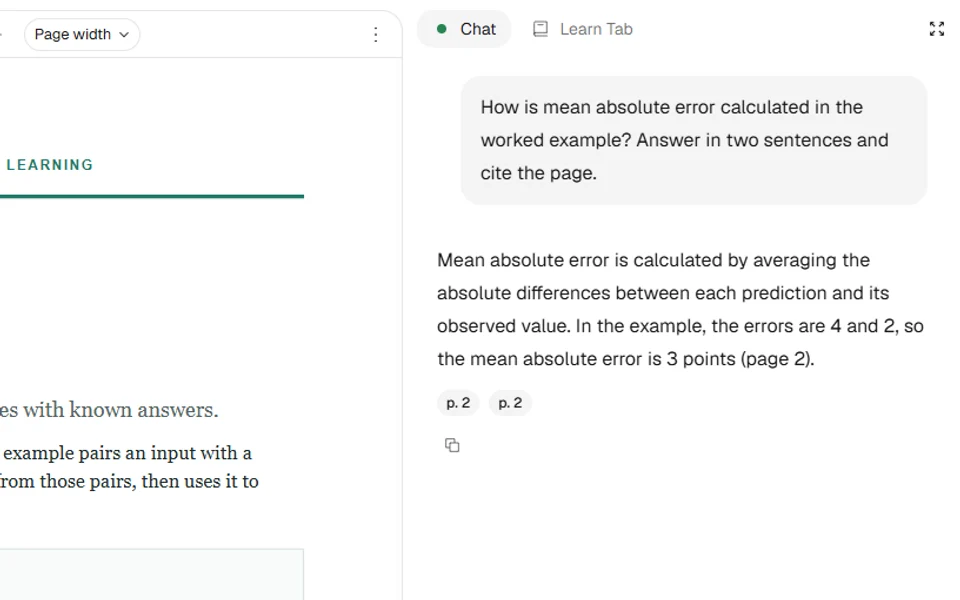 Page width
Chat
Learn Tab
LEARNING
How is mean absolute error calculated in the
worked example? Answer in two sentences and
cite the page.
Mean absolute error is calculated by averaging the
absolute differences between each prediction and its
observed value. In the example, the errors are 4 and 2, so
the mean absolute error is 3 points (page 2).
p. 2
p. 2
with known answers.
example pairs an input with a
from those pairs, then uses it to